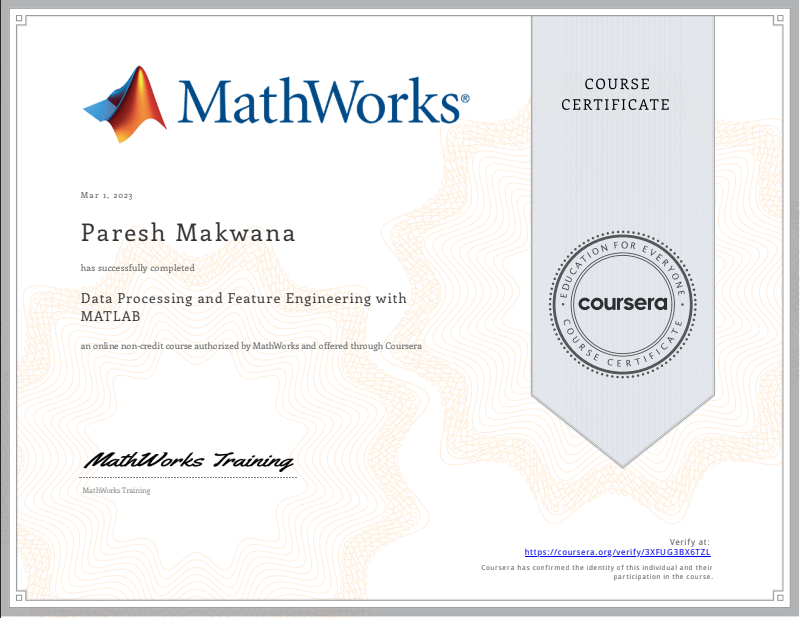 MathWorks®
COURSE
CERTIFICATE
Mar 1, 2023
Paresh Makwana
has successfully completed
Data Processing and Feature Engineering with
MATLAB
an online non-credit course authorized by MathWorks and offered through Coursera
EDUCATION FOR EVERYONE
coursera
COURSE CERTIFICATE
MathWorks Training
MathWorks Training
Verify at:
https://coursera.org/verify/3XFUG3BX6TZL
Coursera has confirmed the identity of this individual and their
participation in the course.